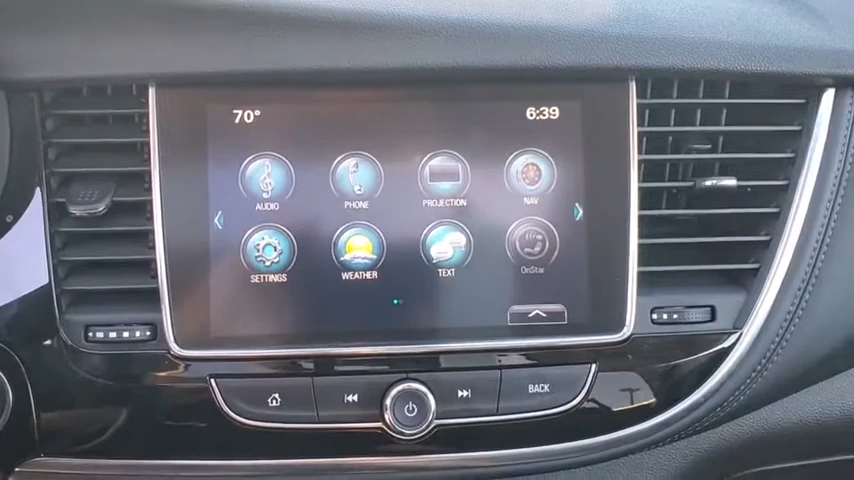 70° 6:39
AUDIO PHONE PROJECTION NAV
SETTINGS WEATHER TEXT OnStar
BACK